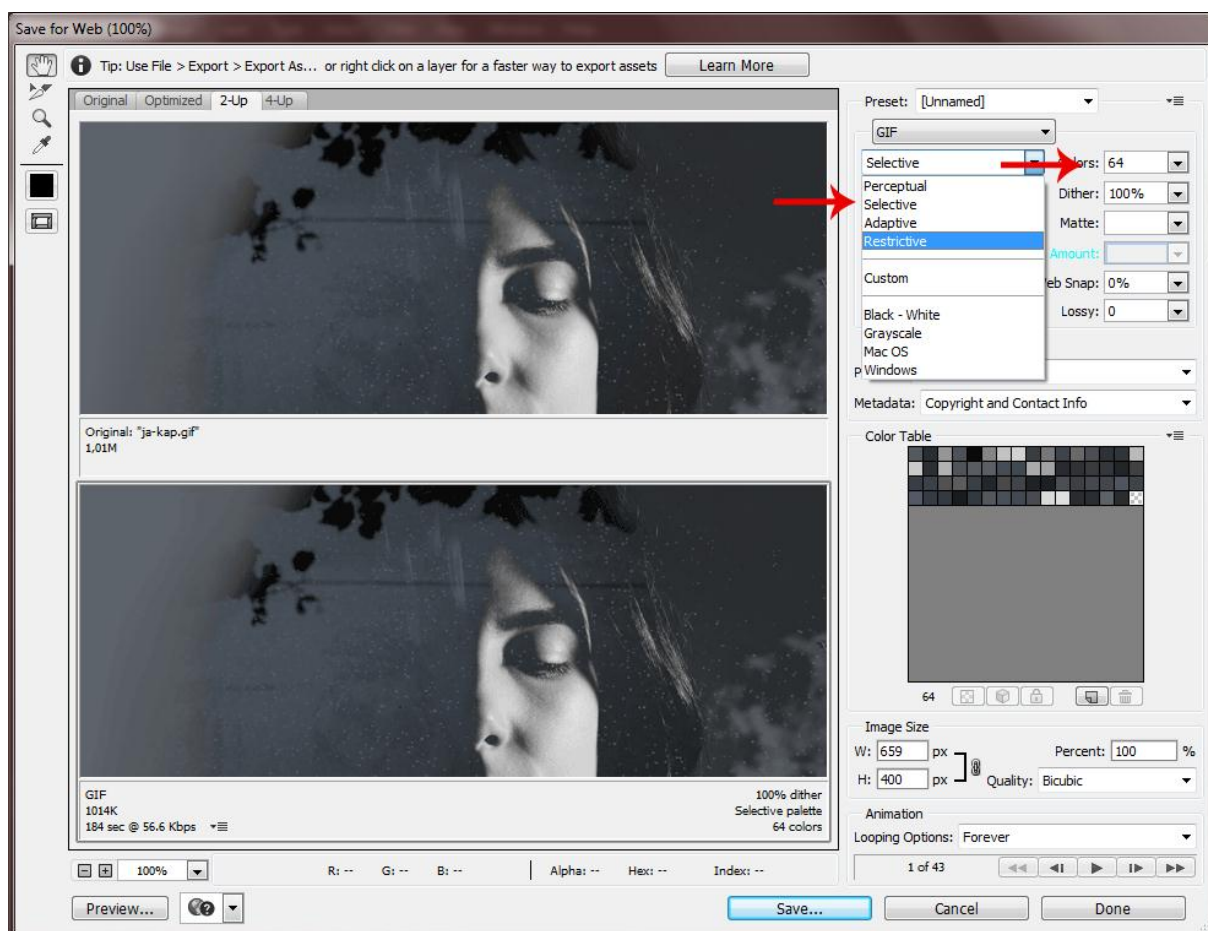 Save for Web (100%)
Tip: Use File > Export > Export As... or right click on a layer for a faster way to export assets
Learn More
Original
Optimized
2-Up
4-Up
Original: "ja-kap.gif"
1,01M
GIF
1014K
184 sec @ 56.6 Kbps
100% dither
Selective palette
64 colors
100%
R: --
G: --
B: --
Alpha: --
Hex: --
Index: --
Preview...
Save...
Cancel
Done
Preset: [Unnamed]
GIF
Selective
Perceptual
Selective
Adaptive
Restrictive
Custom
Black - White
Grayscale
Mac OS
Windows
64
Dither: 100%
Matte:
Amount:
Snap: 0%
Lossy: 0
Metadata: Copyright and Contact Info
Color Table
64
Image Size
W: 659 px
H: 400 px
Percent: 100 %
Quality: Bicubic
Animation
Looping Options: Forever
1 of 43